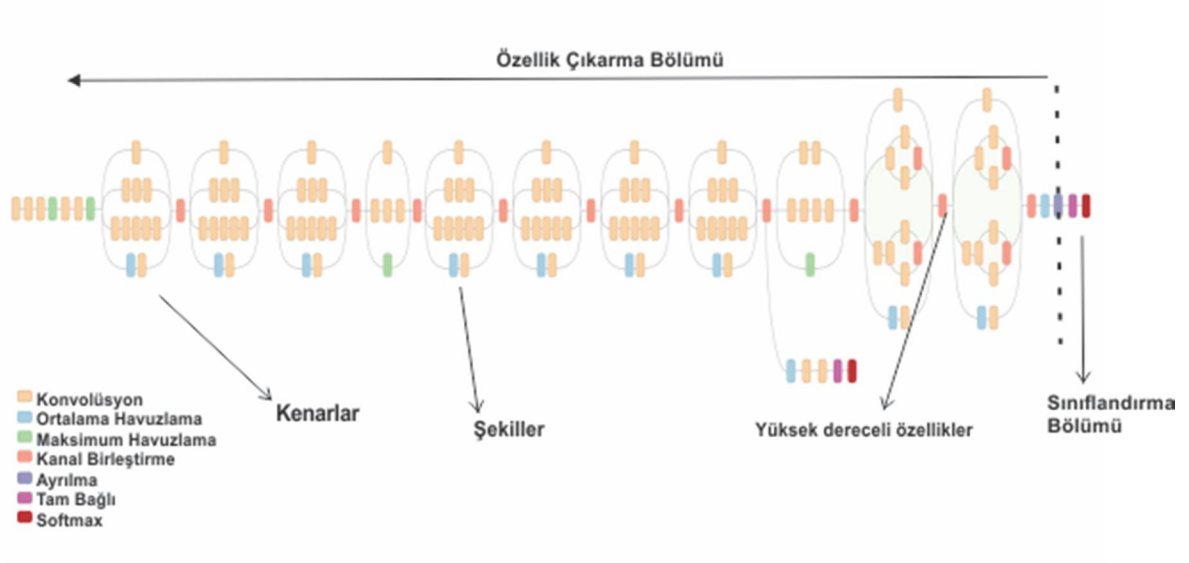 Özellik Çıkarma Bölümü
Konvolüsyon
Ortalama Havuzlama
Maksimum Havuzlama
Kanal Birleştirme
Ayrılma
Tam Bağlı
Softmax
Kenarlar
Şekiller
Yüksek dereceli özellikler
Sınıflandırma
Bölümü